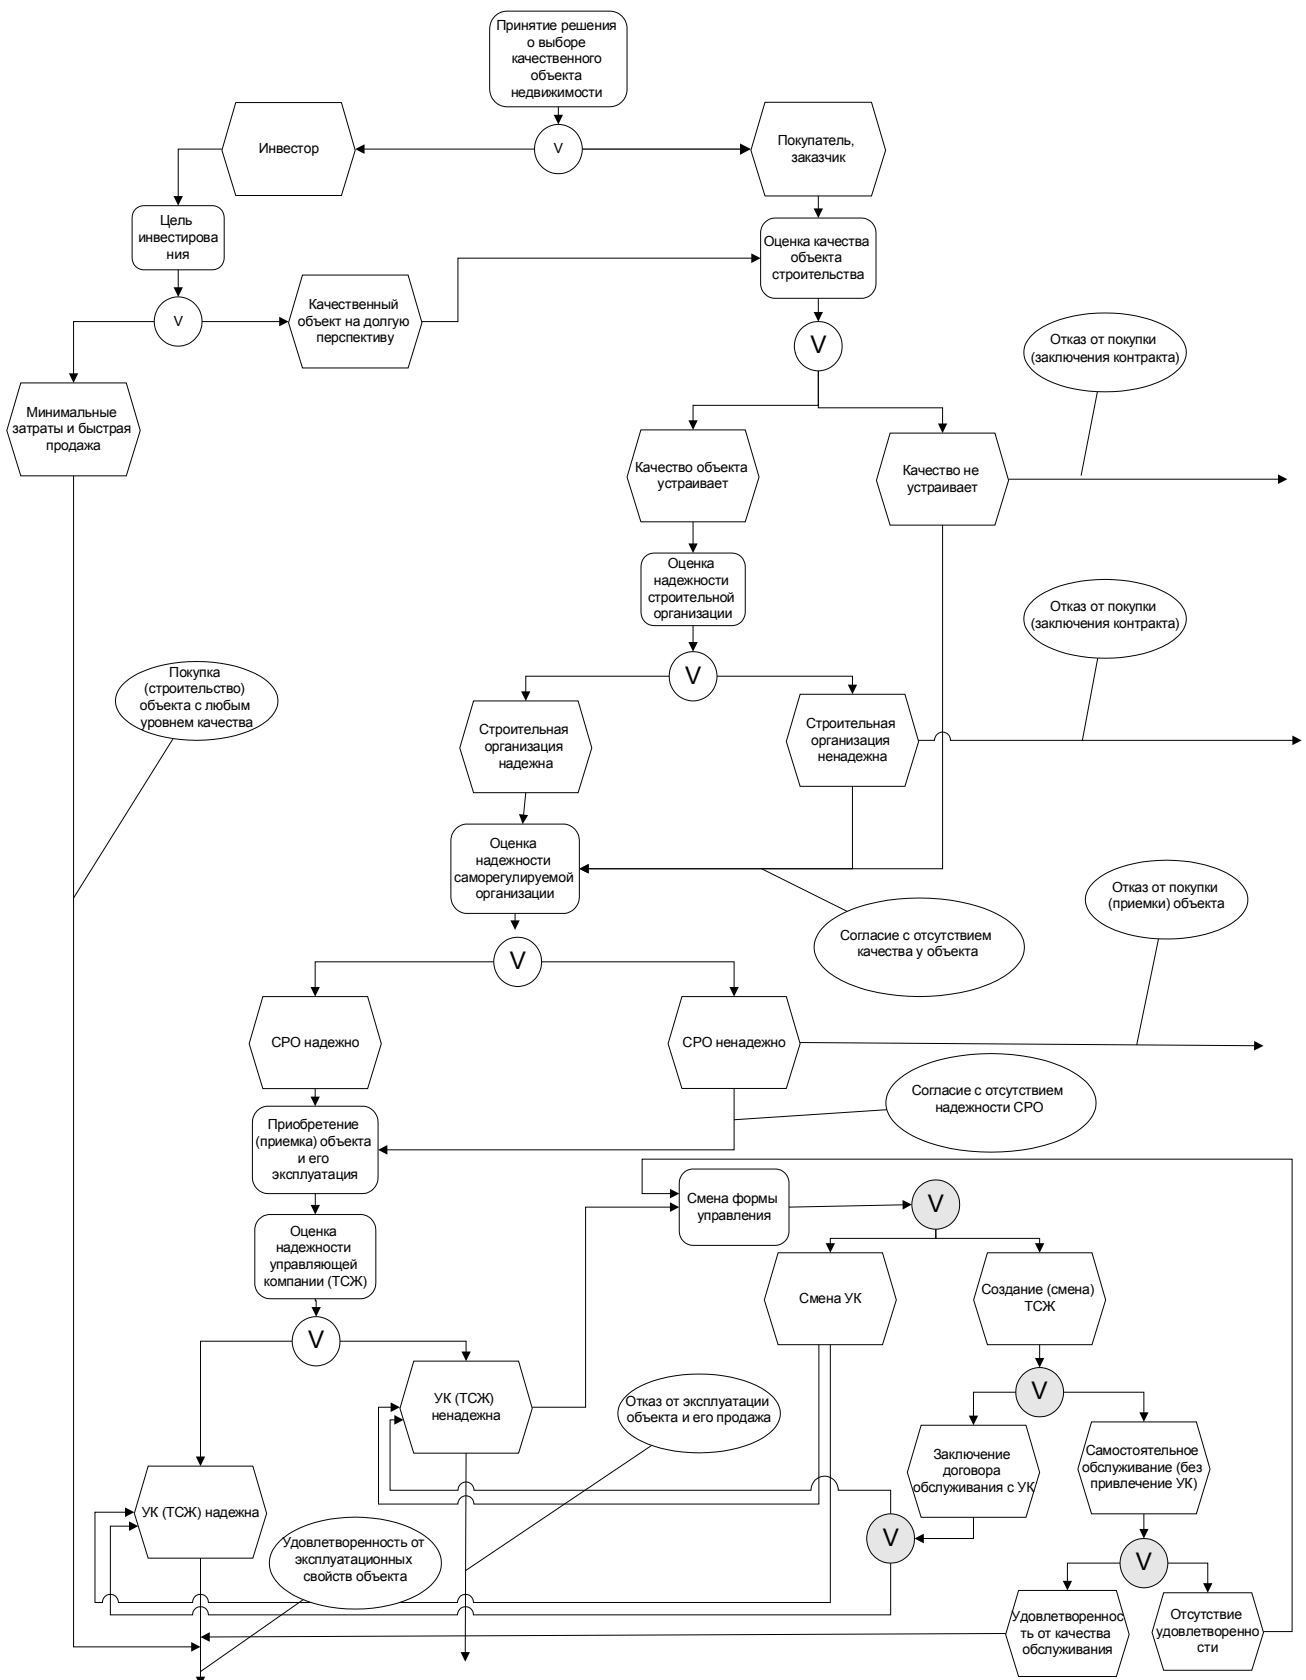 Принятие решения
о выборе
качественного
объекта
недвижимости
Инвестор
V
Покупатель,
заказчик
Цель
инвестирова
ния
Оценка качества
объекта
строительства
V
Качественный
объект на долгую
перспективу
V
Отказ от покупки
(заключения контракта)
Минимальные
затраты и быстрая
продажа
Качество объекта
устраивает
Качество не
устраивает
Оценка
надежности
строительной
организации
Отказ от покупки
(заключения контракта)
V
Покупка
(строительство)
объекта с любым
уровнем качества
Строительная
организация
надежна
Строительная
организация
ненадежна
Оценка
надежности
саморегулируемой
организации
Отказ от покупки
(приемки) объекта
Согласие с отсутствием
качества у объекта
V
СРО надежно
СРО ненадежно
Согласие с отсутствием
надежности СРО
Приобретение
(приемка) объекта
и его
эксплуатация
Смена формы
управления
V
Оценка
надежности
управляющей
компании (ТСЖ)
Смена УК
Создание (смена)
ТСЖ
V
V
УК (ТСЖ)
ненадежна
Отказ от эксплуатации
объекта и его продажа
Заключение
договора
обслуживания с УК
Самостоятельное
обслуживание (без
привлечение УК)
УК (ТСЖ) надежна
V
V
Удовлетворенность от
эксплуатационных
свойств объекта
Удовлетвореннос
ть от качества
обслуживания
Отсутствие
удовлетворенно
сти